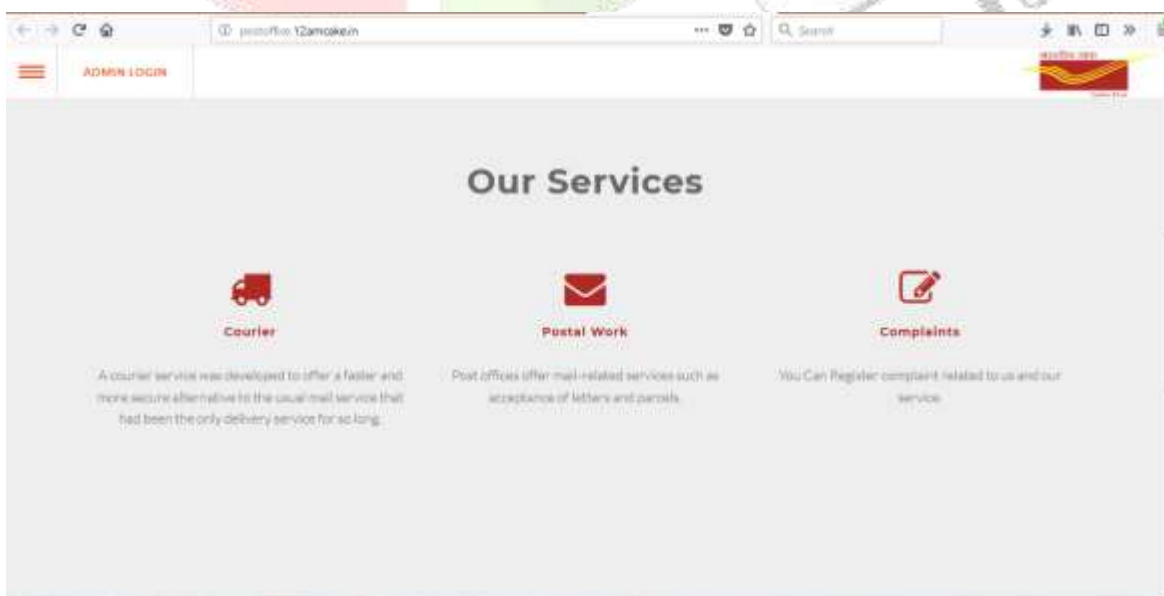 postoffice.12amcake.in
Search
ADMIN LOGIN
भारतीय डाक
India Post
Our Services
Courier
Postal Work
Complaints
A courier service was developed to offer a faster and
more secure alternative to the usual mail service that
had been the only delivery service for so long.
Post offices offer mail-related services such as
acceptance of letters and parcels.
You Can Register complaint related to us and our
service